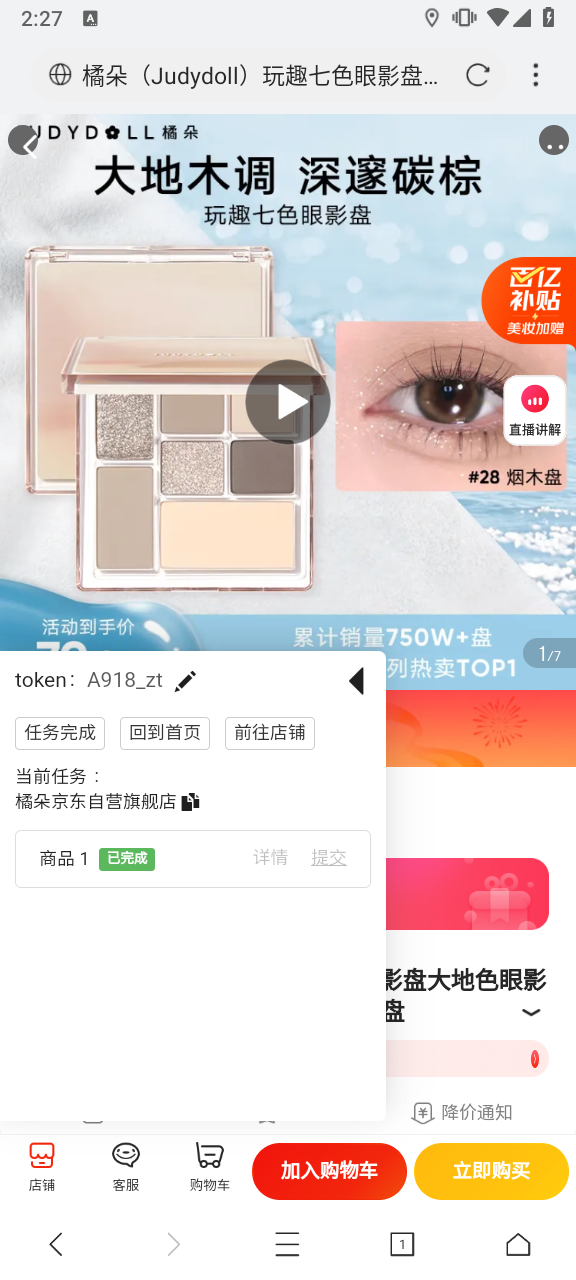 2:27
A
橘朵（Judydoll）玩趣七色眼影盘...
UDYDOLL 橘朵
大地木调 深邃碳棕
玩趣七色眼影盘
百亿
补贴
美妆加赠
直播讲解
#28 烟木盘
活动到手价
累计销量750W+盘
列热卖TOP1
1/7
token： A918_zt
任务完成 回到首页 前往店铺
当前任务：
橘朵京东自营旗舰店
商品 1 已完成 详情 提交
影盘大地色眼影
盘
降价通知
店铺 客服 购物车 加入购物车 立即购买
1